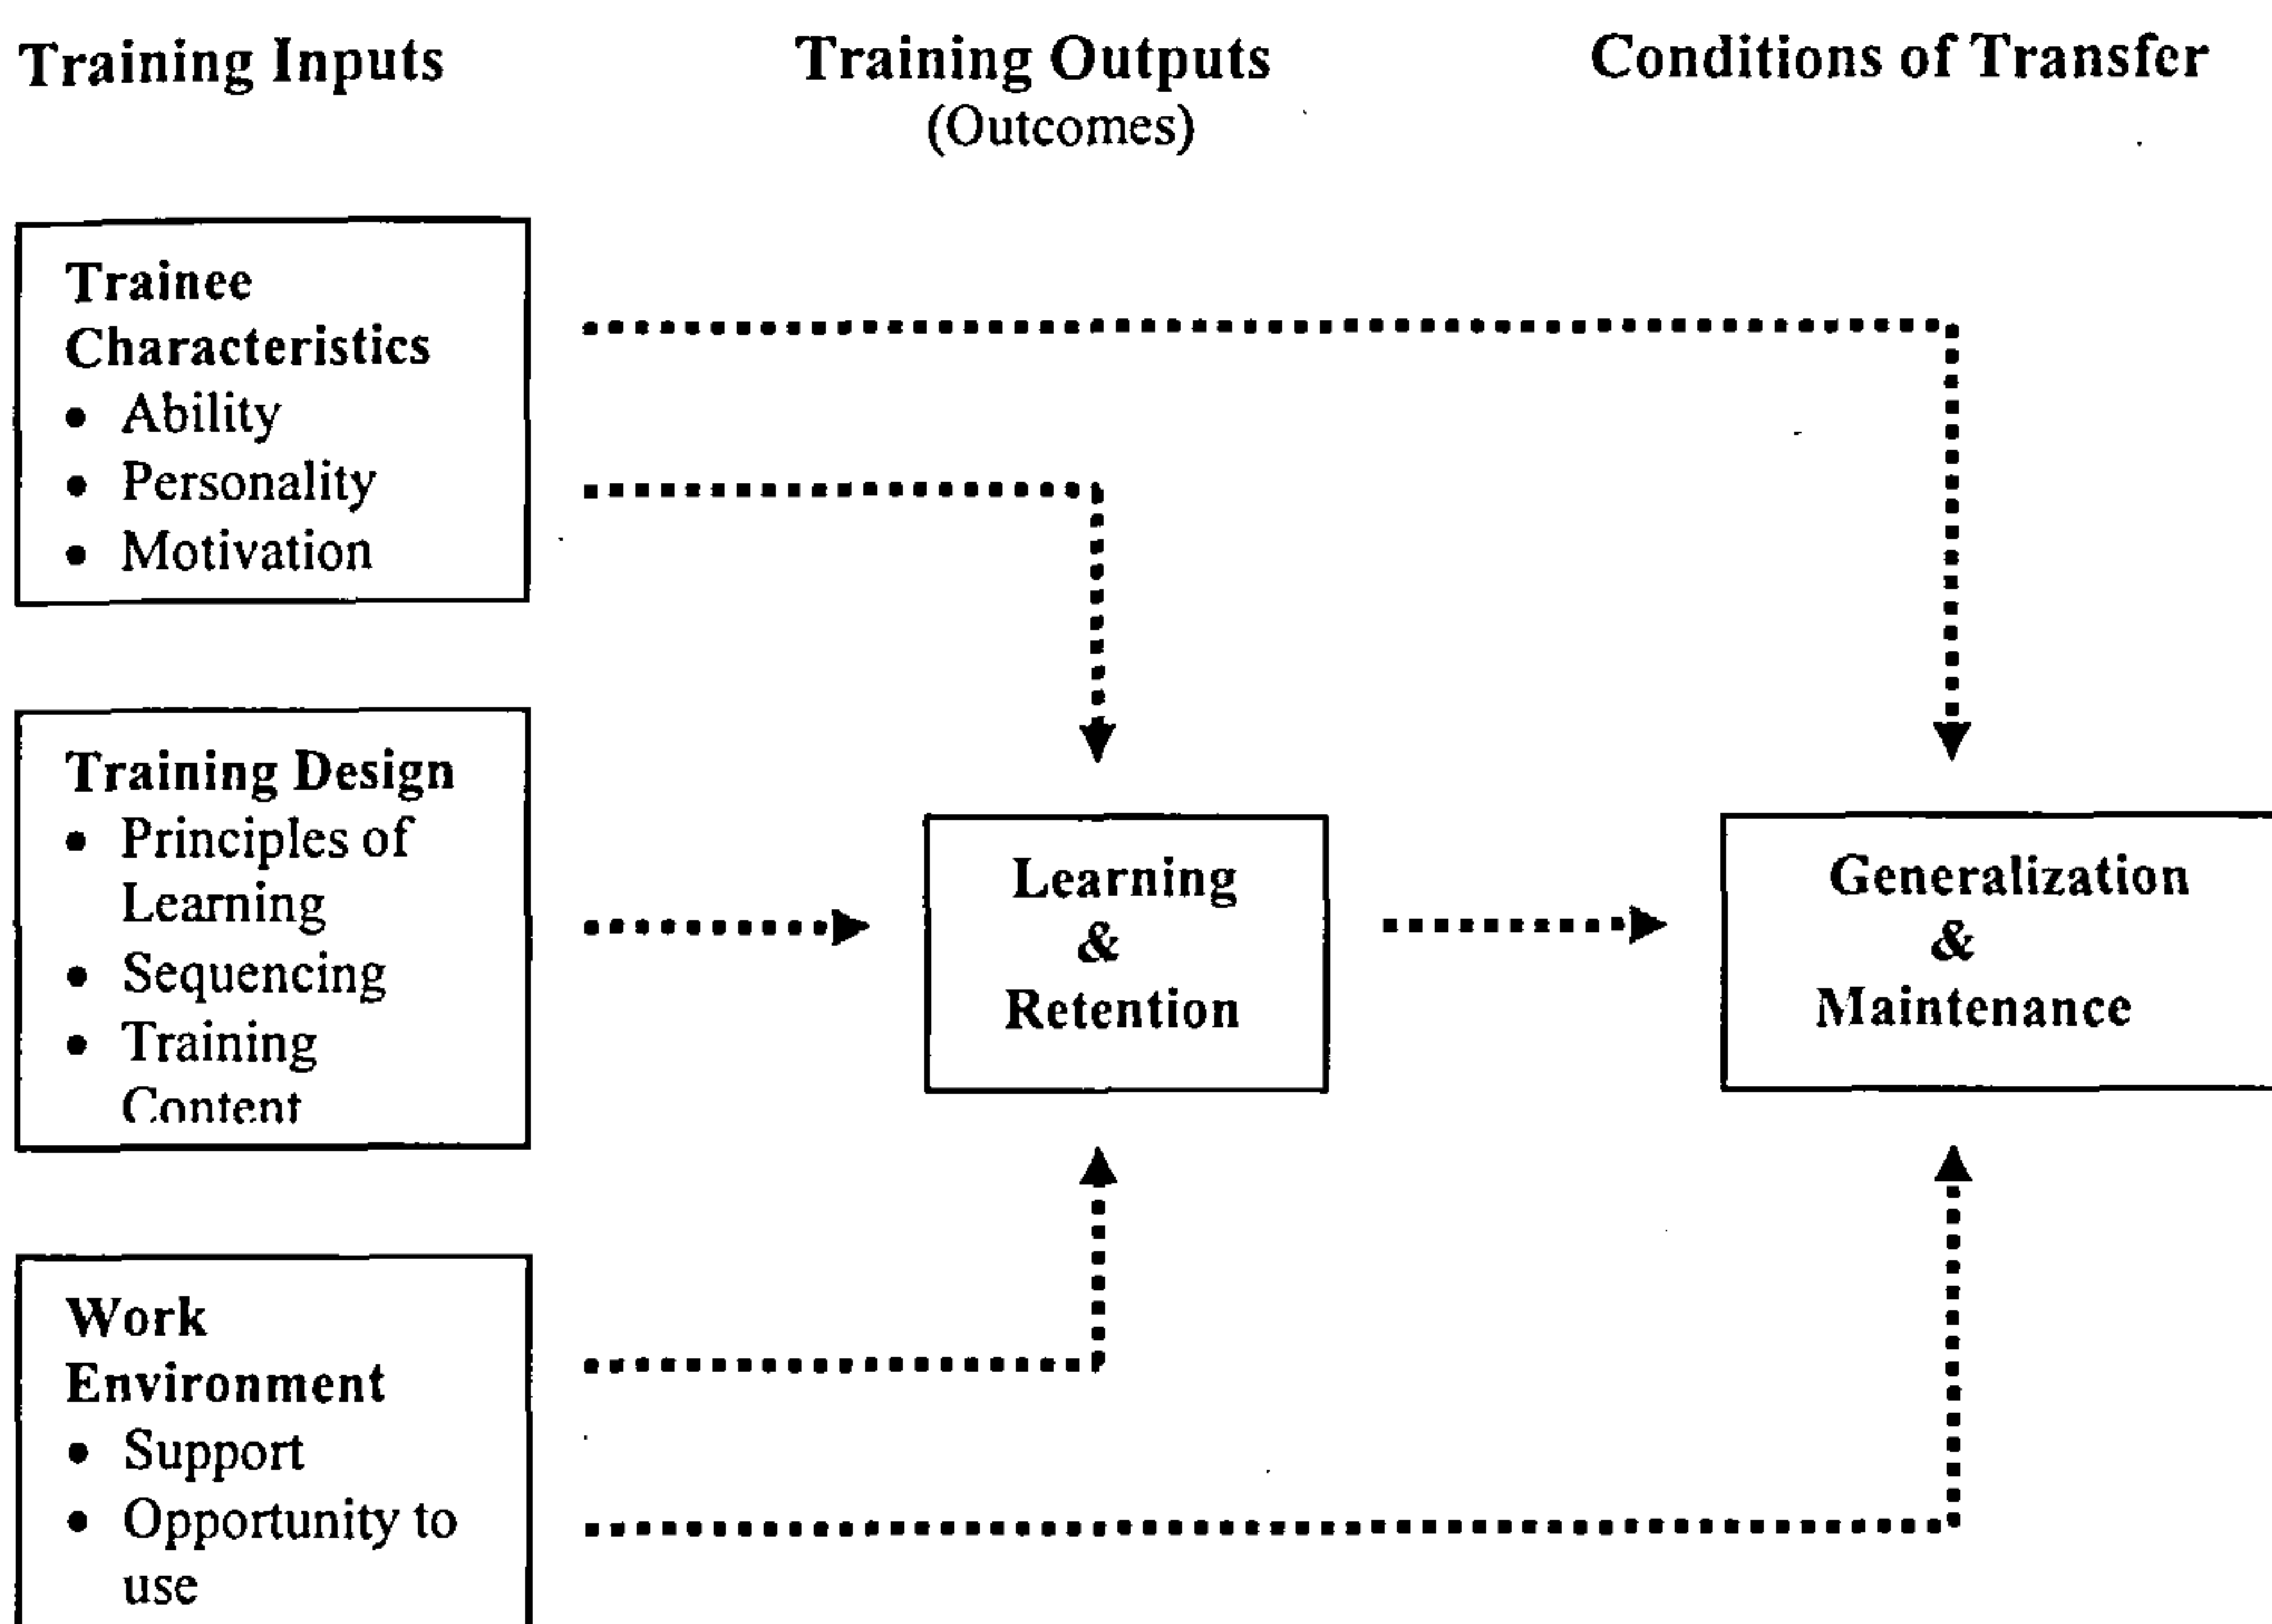 Training Inputs
Training Outputs
(Outcomes)
Conditions of Transfer
Trainee
Characteristics
• Ability
• Personality
• Motivation
Training Design
• Principles of
Learning
• Sequencing
• Training
Content
Work
Environment
• Support
• Opportunity to
use
Learning
&
Retention
Generalization
&
Maintenance